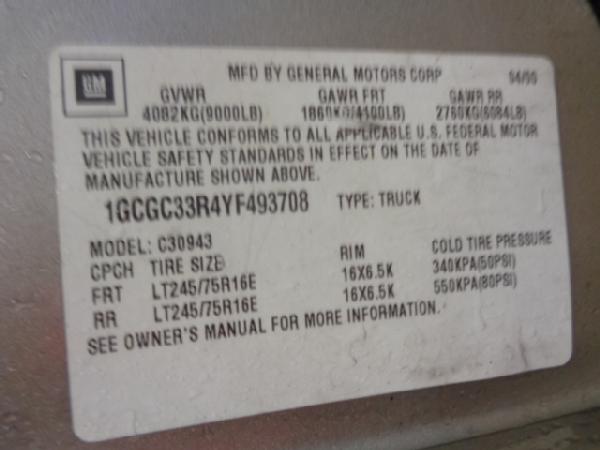 GM
MFD BY GENERAL MOTORS CORP 04/00
GVWR GAWR FRT GAWR RR
4082KG(9000LB) 1860KG(4100LB) 2760KG(6084LB)
THIS VEHICLE CONFORMS TO ALL APPLICABLE U.S. FEDERAL MOTOR
VEHICLE SAFETY STANDARDS IN EFFECT ON THE DATE OF
MANUFACTURE SHOWN ABOVE.
1GCGC33R4YF493708 TYPE: TRUCK
MODEL: C30943
CPCH TIRE SIZE RIM COLD TIRE PRESSURE
FRT LT245/75R16E 16X6.5K 340KPA(50PSI)
RR LT245/75R16E 16X6.5K 550KPA(80PSI)
SEE OWNER'S MANUAL FOR MORE INFORMATION.